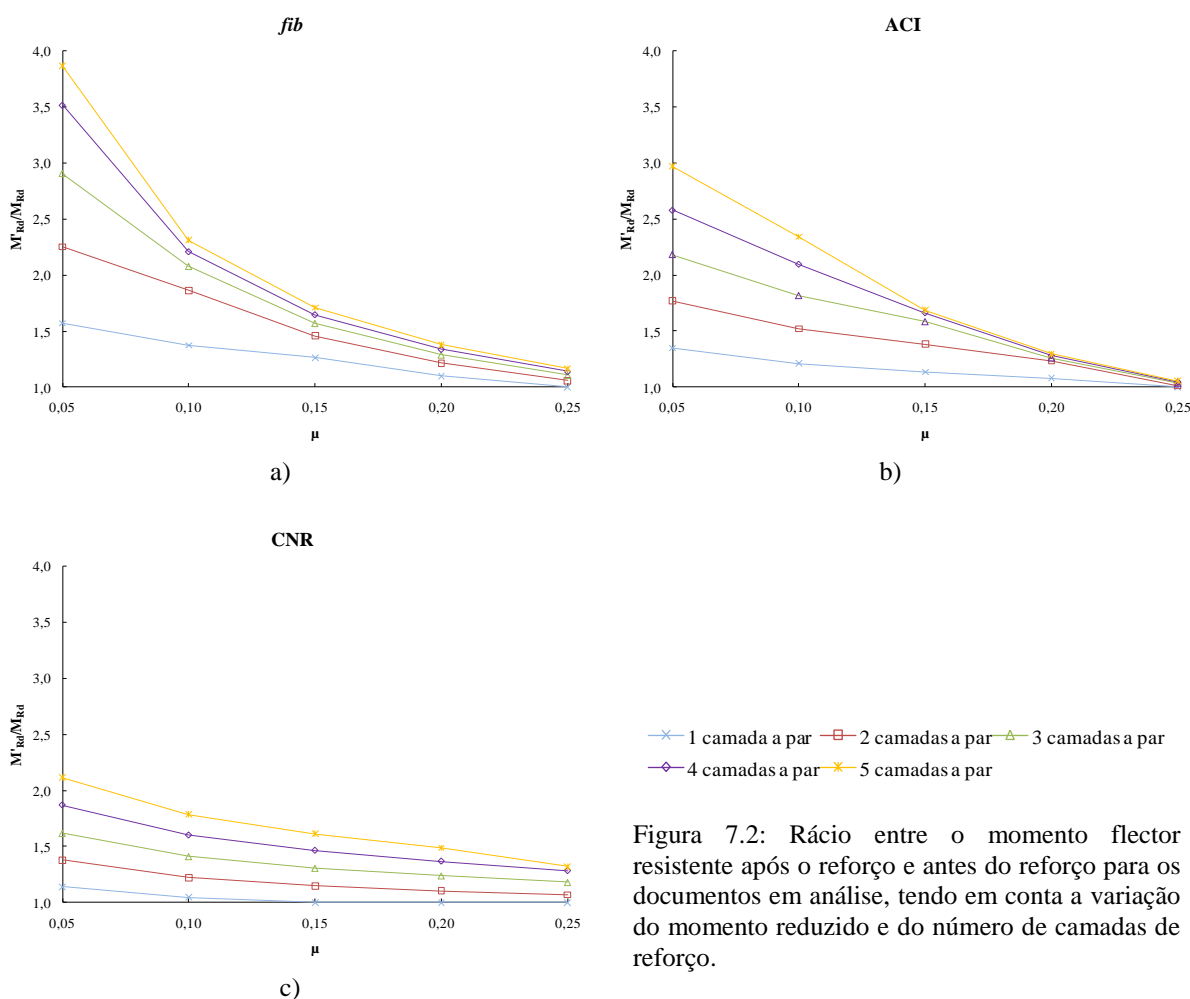 fib
4,0
3,5
3,0
2,5
2,0
1,5
1,0
M'Rd/MRd
0,05 0,10 0,15 0,20 0,25
μ
a)
ACI
4,0
3,5
3,0
2,5
2,0
1,5
1,0
M'Rd/MRd
0,05 0,10 0,15 0,20 0,25
μ
b)
CNR
4,0
3,5
3,0
2,5
2,0
1,5
1,0
M'Rd/MRd
0,05 0,10 0,15 0,20 0,25
μ
c)
1 camada a par 2 camadas a par 3 camadas a par
4 camadas a par 5 camadas a par
Figura 7.2: Rácio entre o momento flector
resistente após o reforço e antes do reforço para os
documentos em análise, tendo em conta a variação
do momento reduzido e do número de camadas de
reforço.